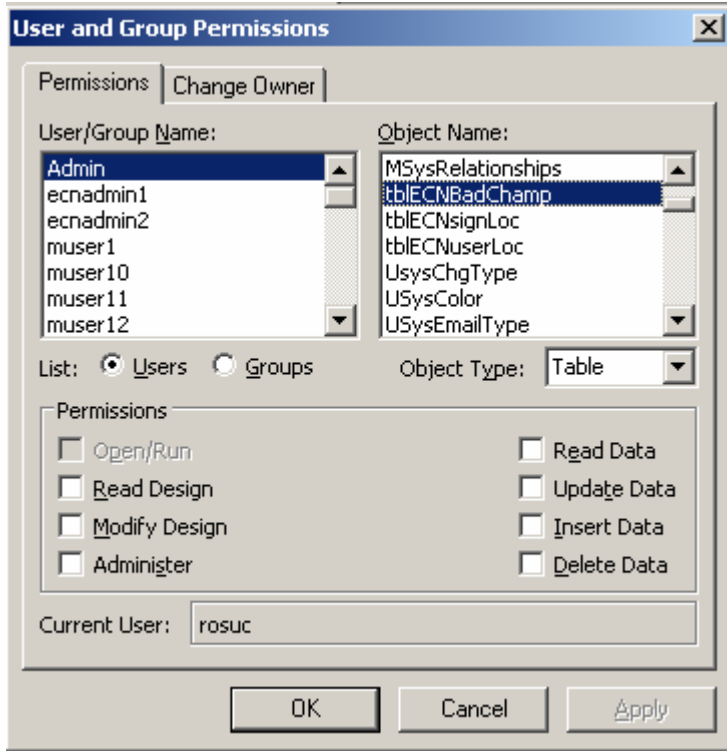 User and Group Permissions
Permissions
Change Owner
User/Group Name:
Admin
ecnadmin1
ecnadmin2
muser1
muser10
muser11
muser12
Object Name:
MSysRelationships
tblECNBadChamp
tblECNsignLoc
tblECNuserLoc
UsysChgType
USysColor
USysEmailType
List: Users Groups
Object Type: Table
Permissions
Open/Run
Read Design
Modify Design
Administer
Read Data
Update Data
Insert Data
Delete Data
Current User: rosuc
OK
Cancel
Apply